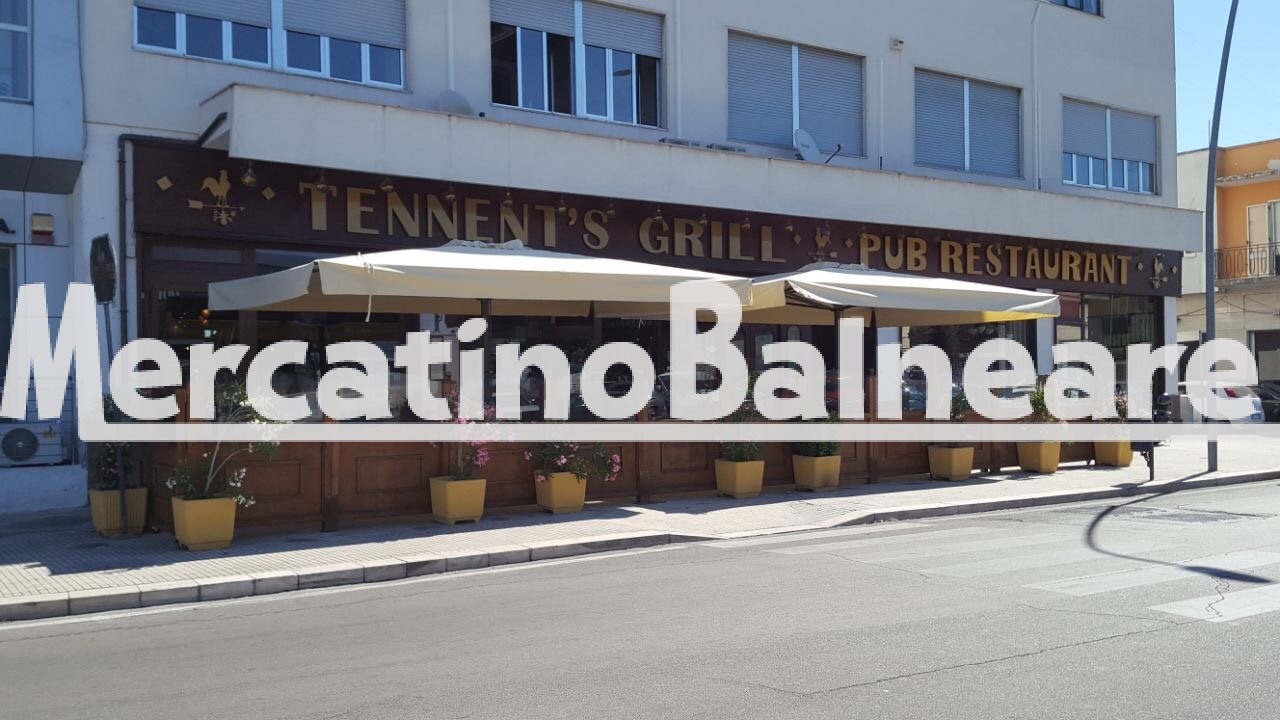 TENNENT'S GRILL PUB RESTAURANT
MercatinoBalneare